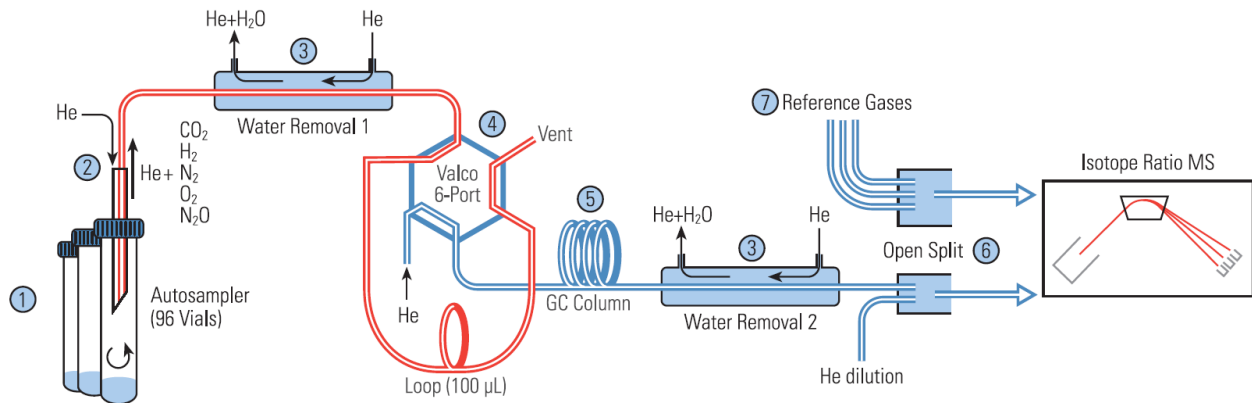 He+H₂O
He
3
Water Removal 1
He
2
He+
CO₂
H₂
N₂
O₂
N₂O
1
Autosampler
(96 Vials)
4
Valco
6-Port
Vent
He
Loop (100 µL)
5
GC Column
He+H₂O
He
3
Water Removal 2
7 Reference Gases
Open Split 6
He dilution
Isotope Ratio MS